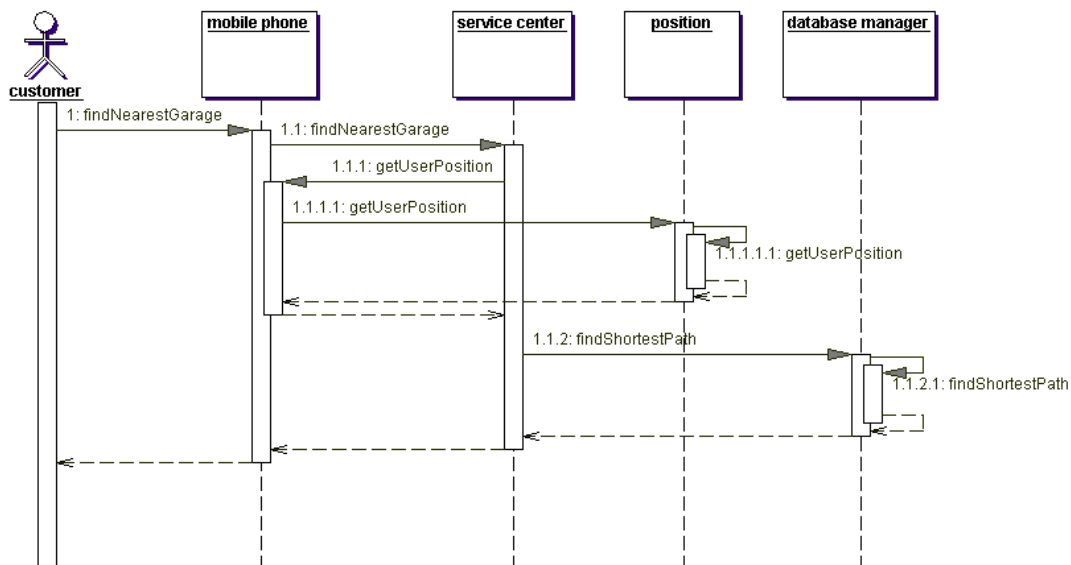 mobile phone
service center
position
database manager
customer
1: findNearestGarage
1.1: findNearestGarage
1.1.1: getUserPosition
1.1.1.1: getUserPosition
1.1.1.1.1: getUserPosition
1.1.2: findShortestPath
1.1.2.1: findShortestPath